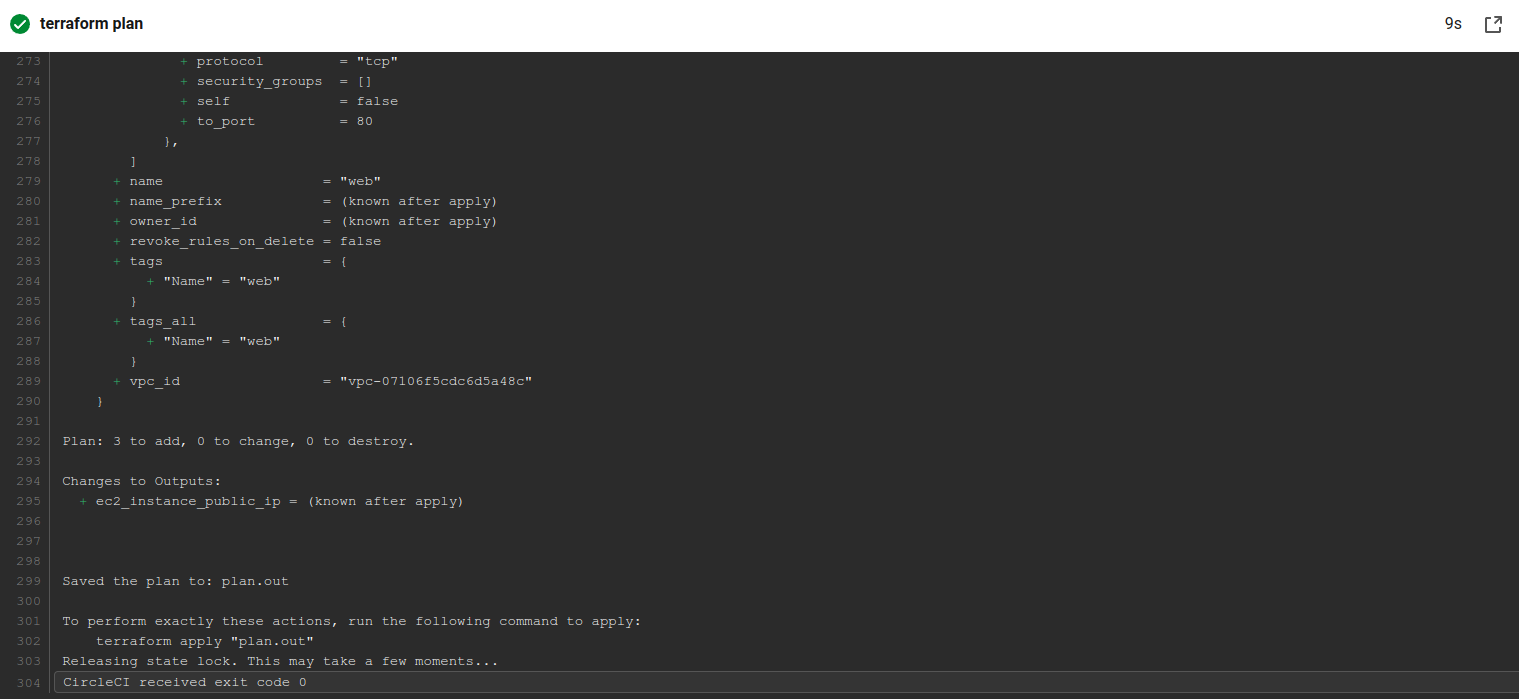 terraform plan 9s
273 + protocol = "tcp"
274 + security_groups = []
275 + self = false
276 + to_port = 80
277 },
278 ]
279 + name = "web"
280 + name_prefix = (known after apply)
281 + owner_id = (known after apply)
282 + revoke_rules_on_delete = false
283 + tags = {
284 + "Name" = "web"
285 }
286 + tags_all = {
287 + "Name" = "web"
288 }
289 + vpc_id = "vpc-07106f5cdc6d5a48c"
290 }
291
292 Plan: 3 to add, 0 to change, 0 to destroy.
293
294 Changes to Outputs:
295 + ec2_instance_public_ip = (known after apply)
296
297
298
299 Saved the plan to: plan.out
300
301 To perform exactly these actions, run the following command to apply:
302 terraform apply "plan.out"
303 Releasing state lock. This may take a few moments...
304 CircleCI received exit code 0